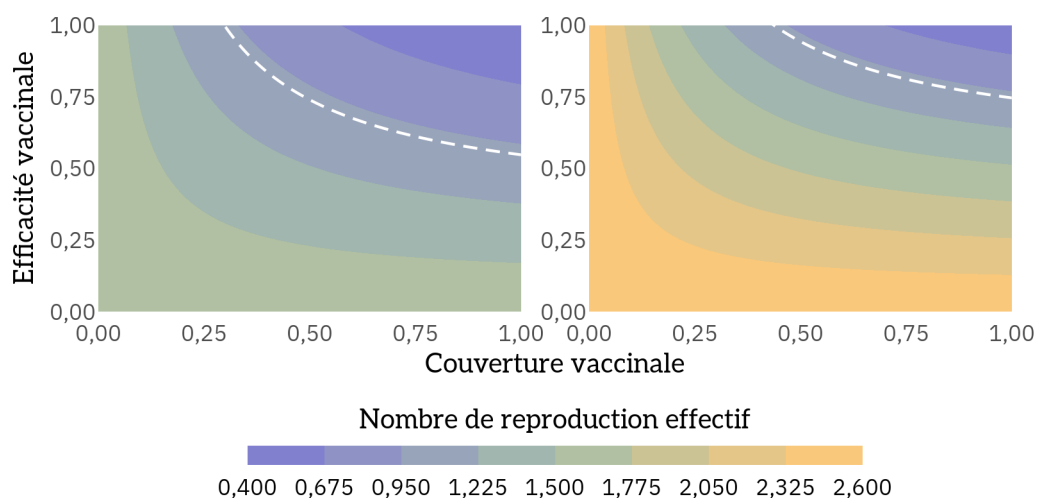 Efficacité vaccinale
1,00
0,75
0,50
0,25
0,00
0,00 0,25 0,50 0,75 1,00
1,00
0,75
0,50
0,25
0,00
0,00 0,25 0,50 0,75 1,00
Couverture vaccinale
Nombre de reproduction effectif
0,400 0,675 0,950 1,225 1,500 1,775 2,050 2,325 2,600